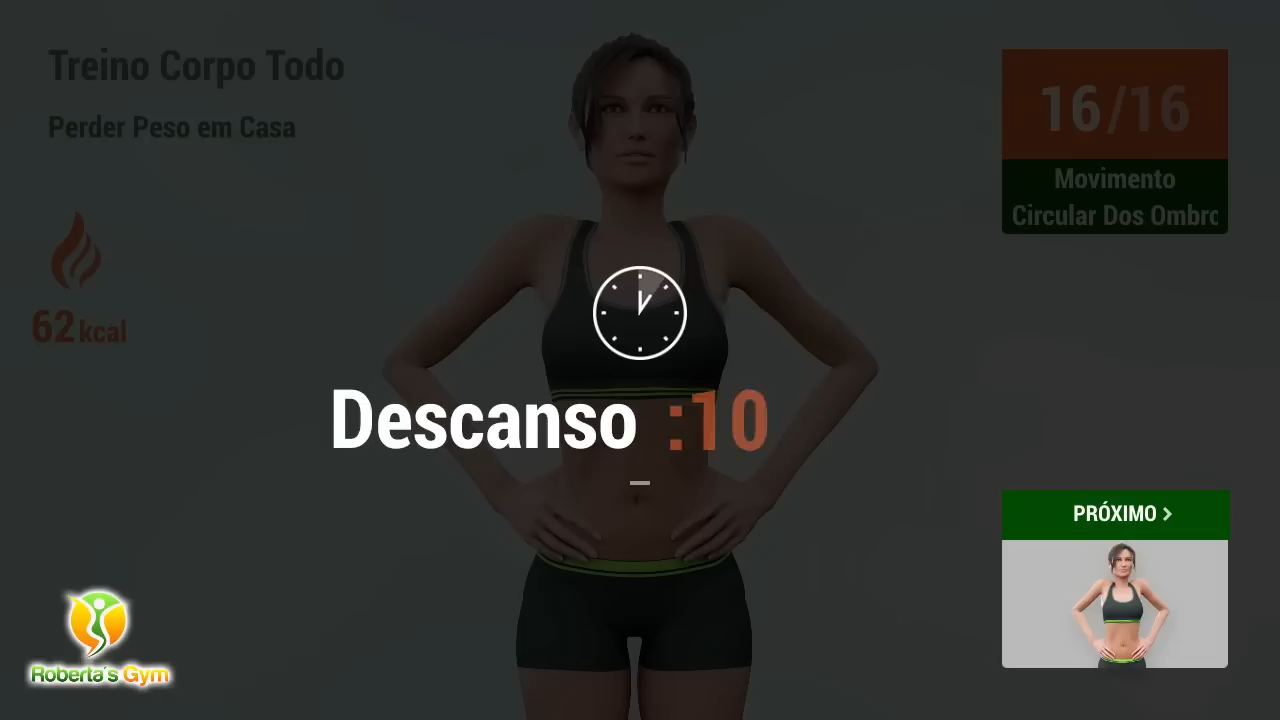 Treino Corpo Todo
Perder Peso em Casa
62 kcal
16/16
Movimento
Circular Dos Ombro
Descanso :10
PRÓXIMO >
Roberta's Gym